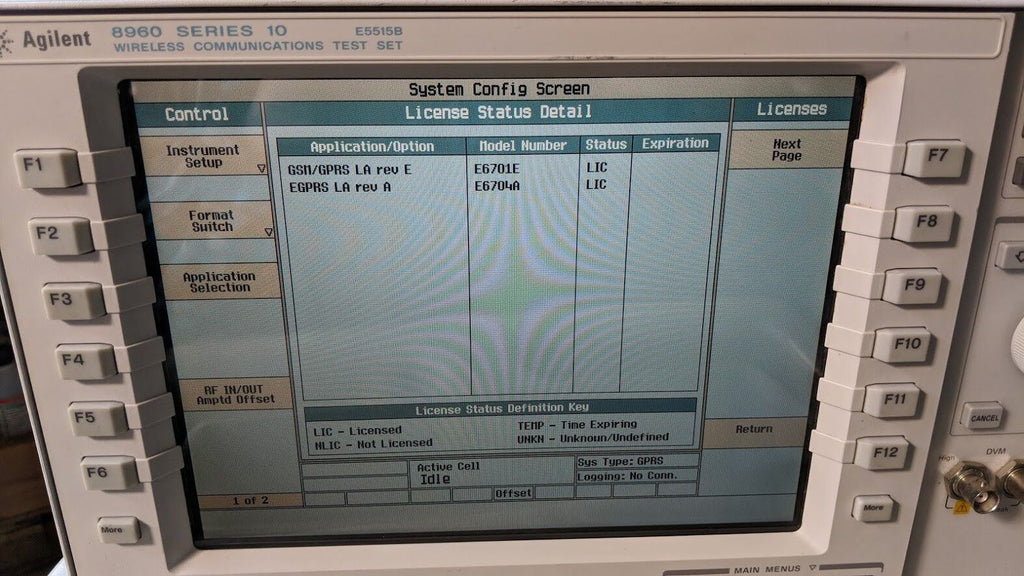 Agilent
8960 SERIES 10
E5515B
WIRELESS COMMUNICATIONS TEST SET
System Config Screen
Control
License Status Detail
Licenses
Instrument
Setup
Format
Switch
Application
Selection
RF IN/OUT
Amptd Offset
1 of 2
Application/Option Model Number Status Expiration
GSM/GPRS LA rev E E6701E LIC
EGPRS LA rev A E6704A LIC
License Status Definition Key
LIC - Licensed
TEMP - Time Expiring
NLIC - Not Licensed
UNKN - Unknown/Undefined
Active Cell
Idle
Sys Type: GPRS
Logging: No Conn.
Offset
Next
Page
Return
F1
F2
F3
F4
F5
F6
More
F7
F8
F9
F10
F11
F12
More
CANCEL
High
DVM
MAIN MENUS